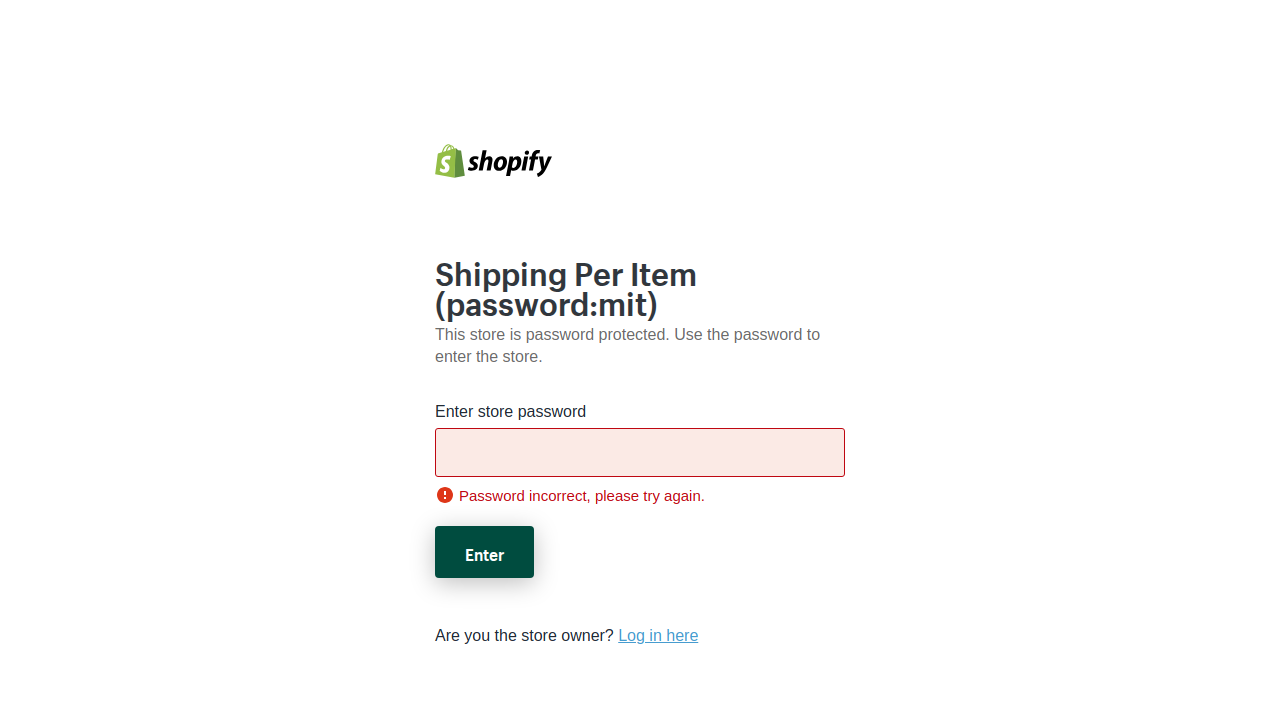 shopify
Shipping Per Item
(password:mit)
This store is password protected. Use the password to
enter the store.
Enter store password
Password incorrect, please try again.
Enter
Are you the store owner? Log in here